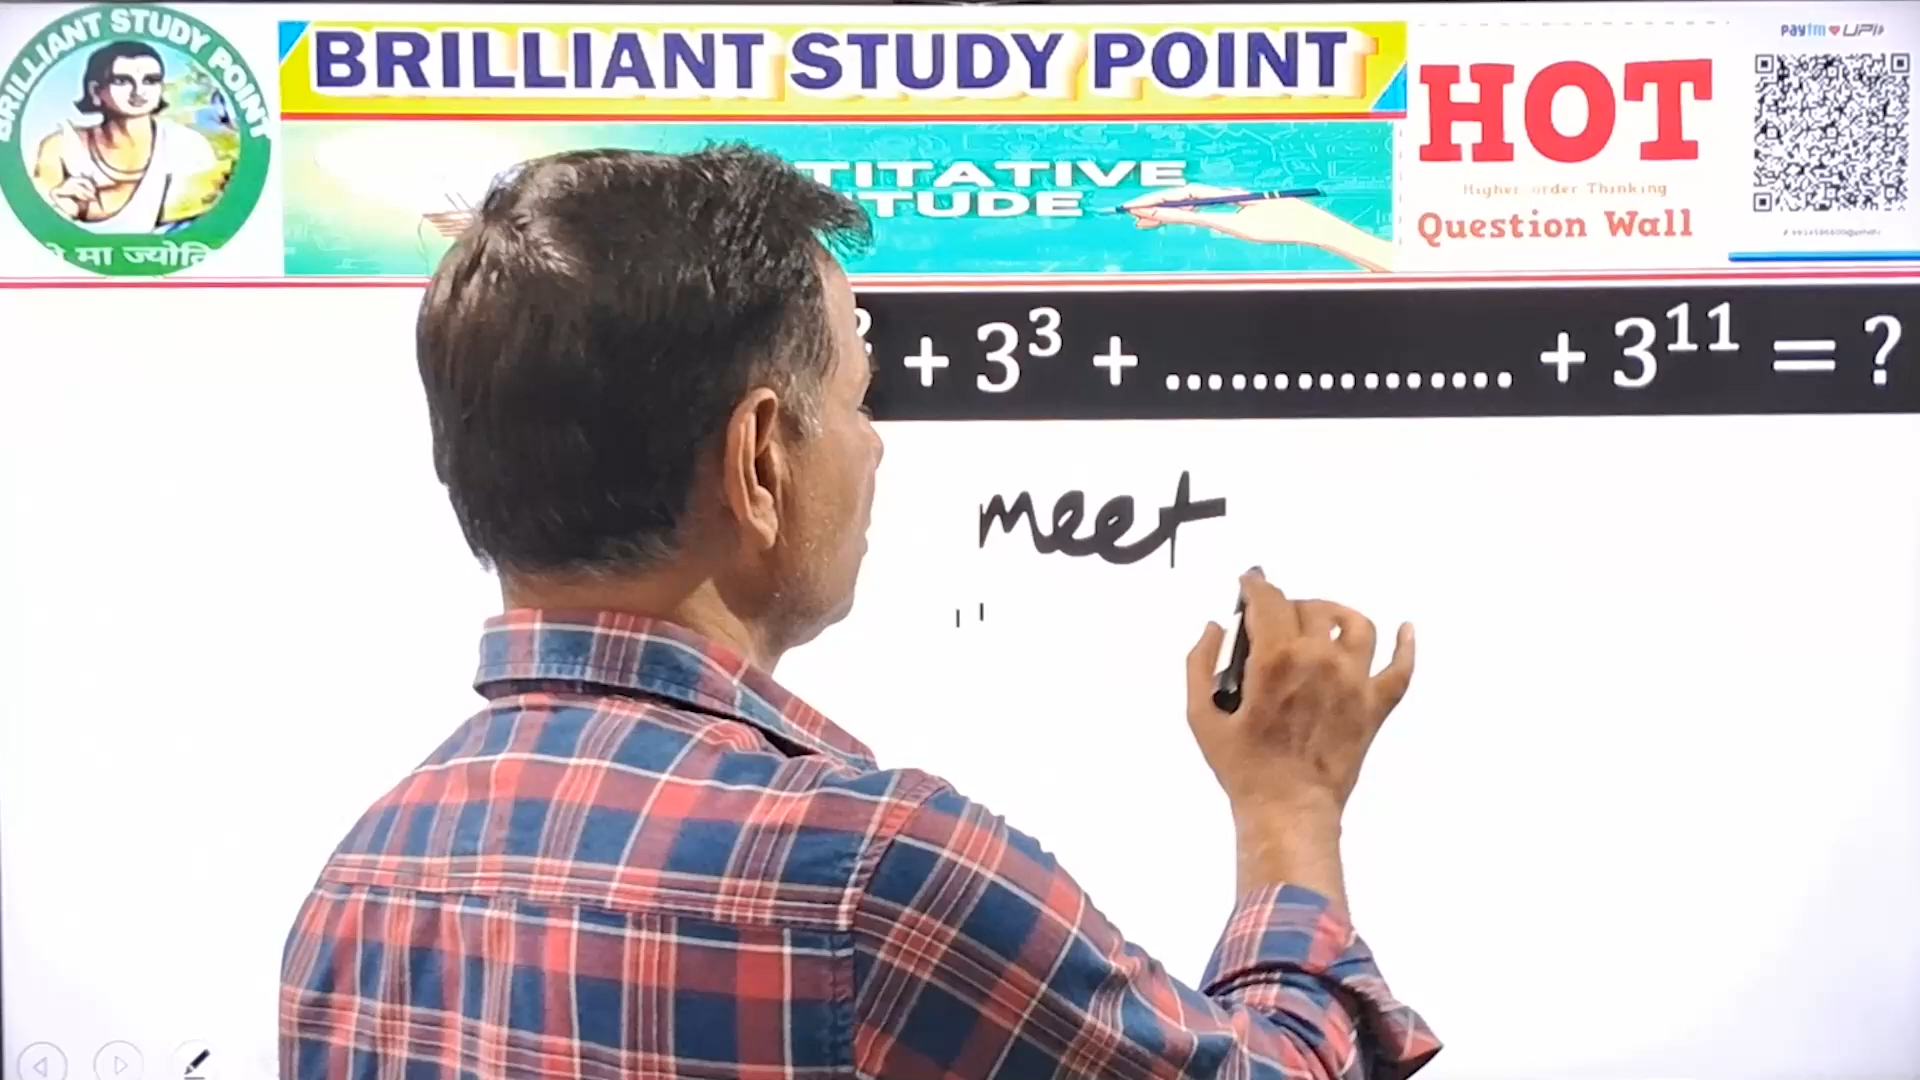 BRILLIANT STUDY POINT
BRILLIANT STUDY POINT
मा ज्योति
TITATIVE
TUDE
HOT
Higher order Thinking
Question Wall
paytm UPI
+ 3³ + ................ + 3¹¹ = ?
meet